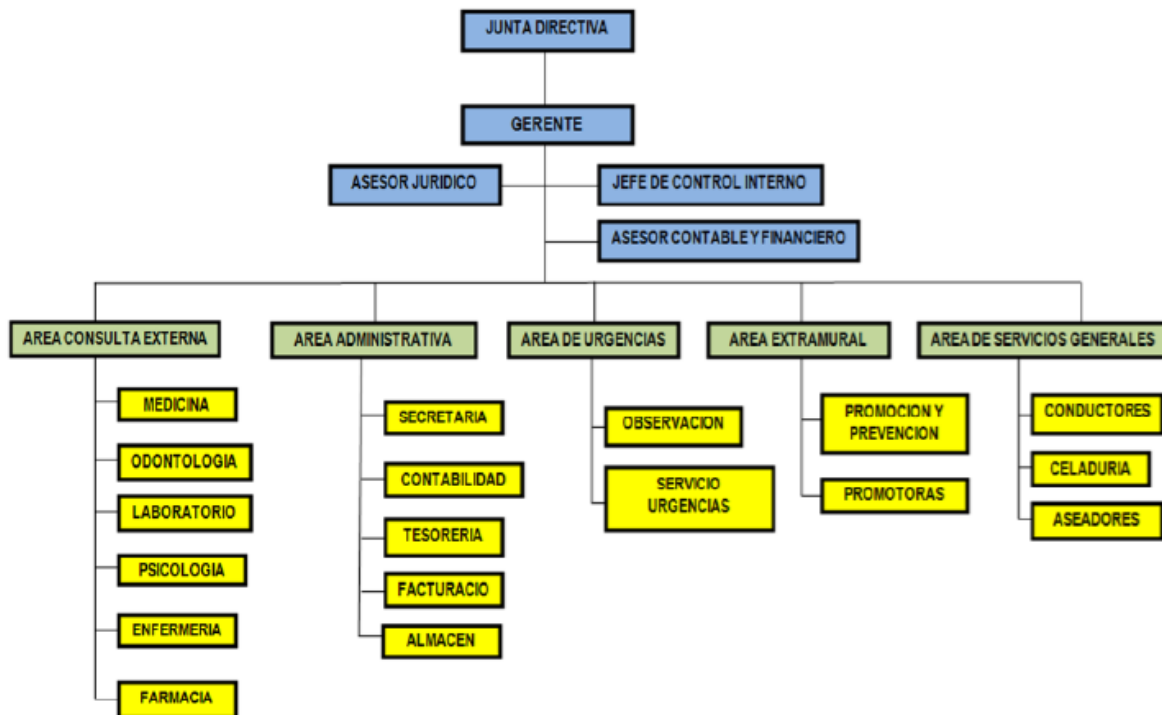 JUNTA DIRECTIVA
GERENTE
ASESOR JURIDICO
JEFE DE CONTROL INTERNO
ASESOR CONTABLE Y FINANCIERO
AREA CONSULTA EXTERNA
MEDICINA
ODONTOLOGIA
LABORATORIO
PSICOLOGIA
ENFERMERIA
FARMACIA
AREA ADMINISTRATIVA
SECRETARIA
CONTABILIDAD
TESORERIA
FACTURACIO
ALMACEN
AREA DE URGENCIAS
OBSERVACION
SERVICIO
URGENCIAS
AREA EXTRAMURAL
PROMOCION Y
PREVENCION
PROMOTORAS
AREA DE SERVICIOS GENERALES
CONDUCTORES
CELADURIA
ASEADORES